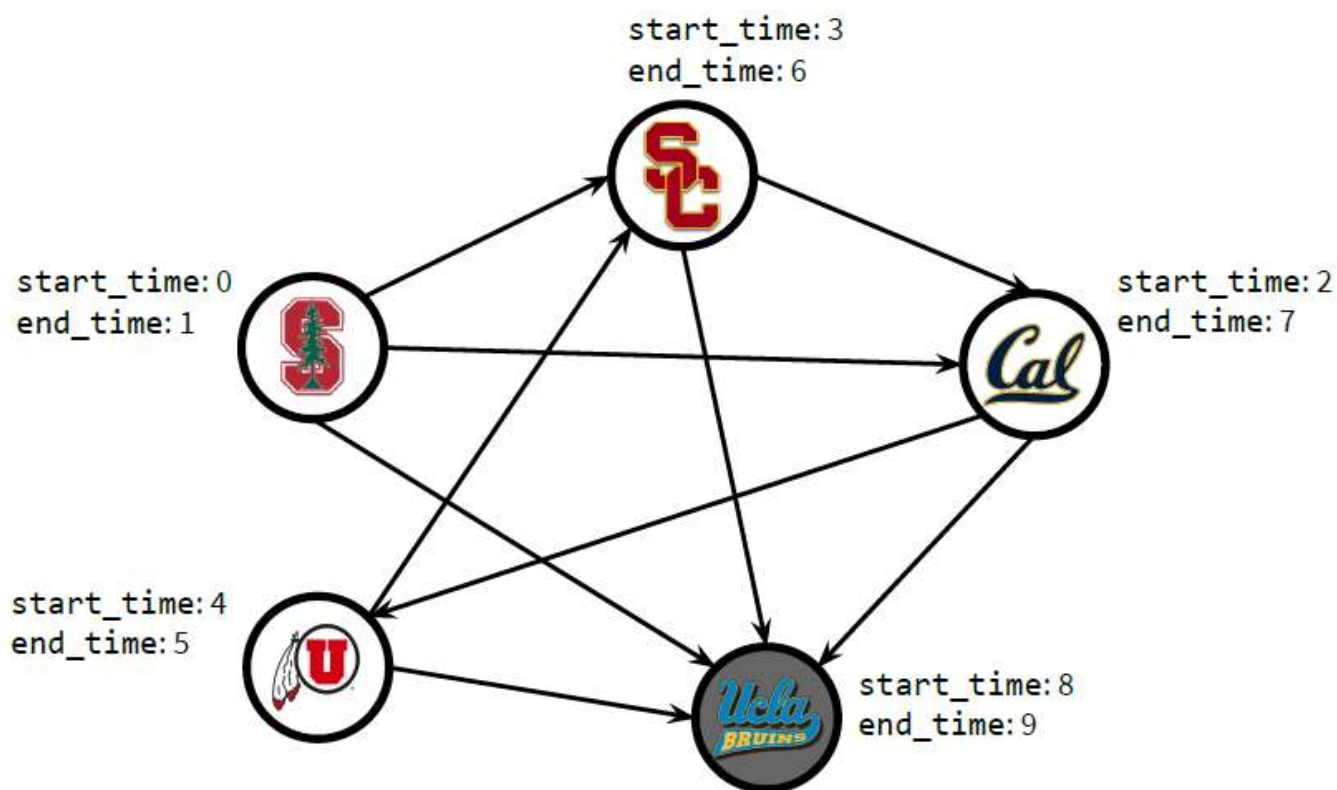 start_time: 3
end_time: 6
SC
start_time: 0
end_time: 1
S
start_time: 2
end_time: 7
Cal
start_time: 4
end_time: 5
U
Ucla
BRUINS
start_time: 8
end_time: 9